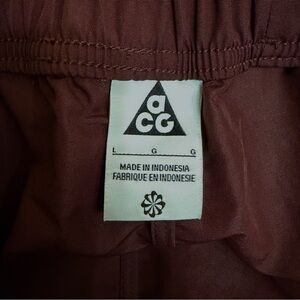 aCG
L G G
MADE IN INDONESIA
FABRIQUE EN INDONESIE